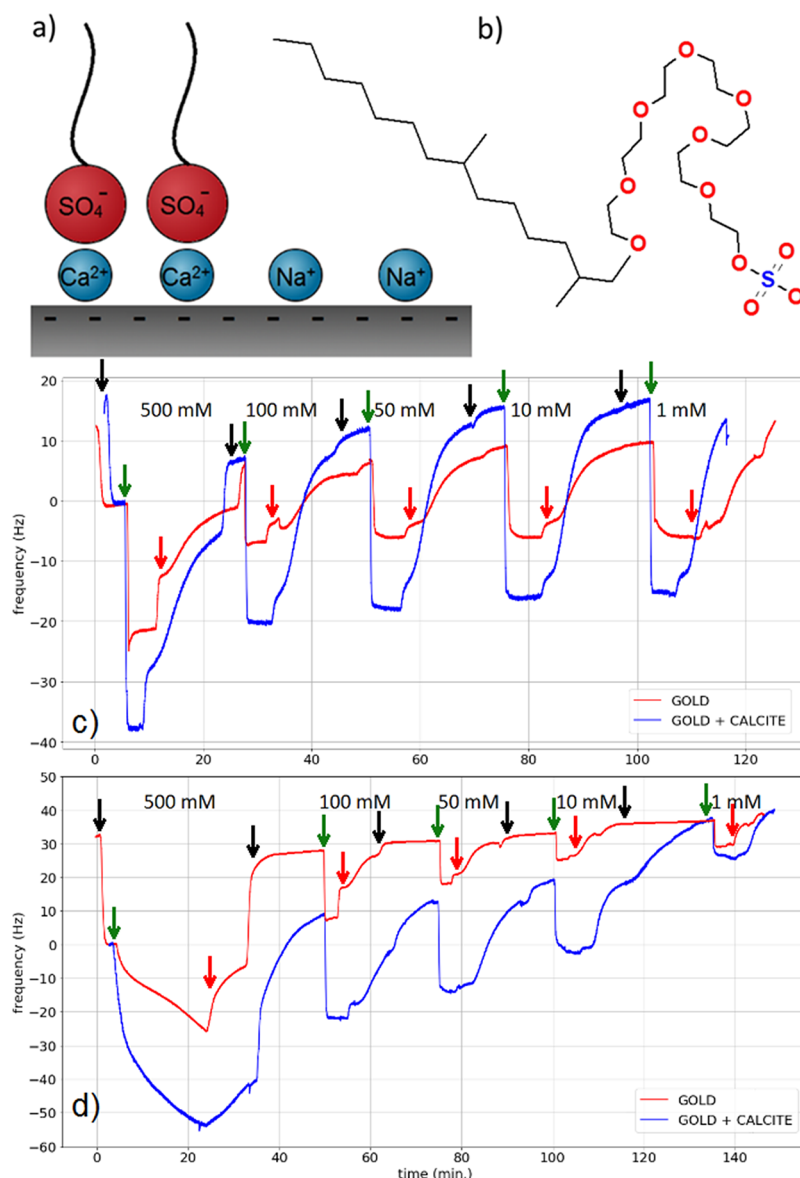 a)
b)
SO₄⁻ SO₄⁻
Ca²⁺ Ca²⁺ Na⁺ Na⁺
- - - - - - - - - -
O
O O
O
O O
O
O O
S
O O
500 mM 100 mM 50 mM 10 mM 1 mM
20
10
0
−10
−20
−30
−40
frequency (Hz)
GOLD
GOLD + CALCITE
c)
0 20 40 60 80 100 120
500 mM 100 mM 50 mM 10 mM 1 mM
50
40
30
20
10
0
−10
−20
−30
−40
−50
−60
frequency (Hz)
GOLD
GOLD + CALCITE
d)
0 20 40 60 80 100 120 140
time (min.)